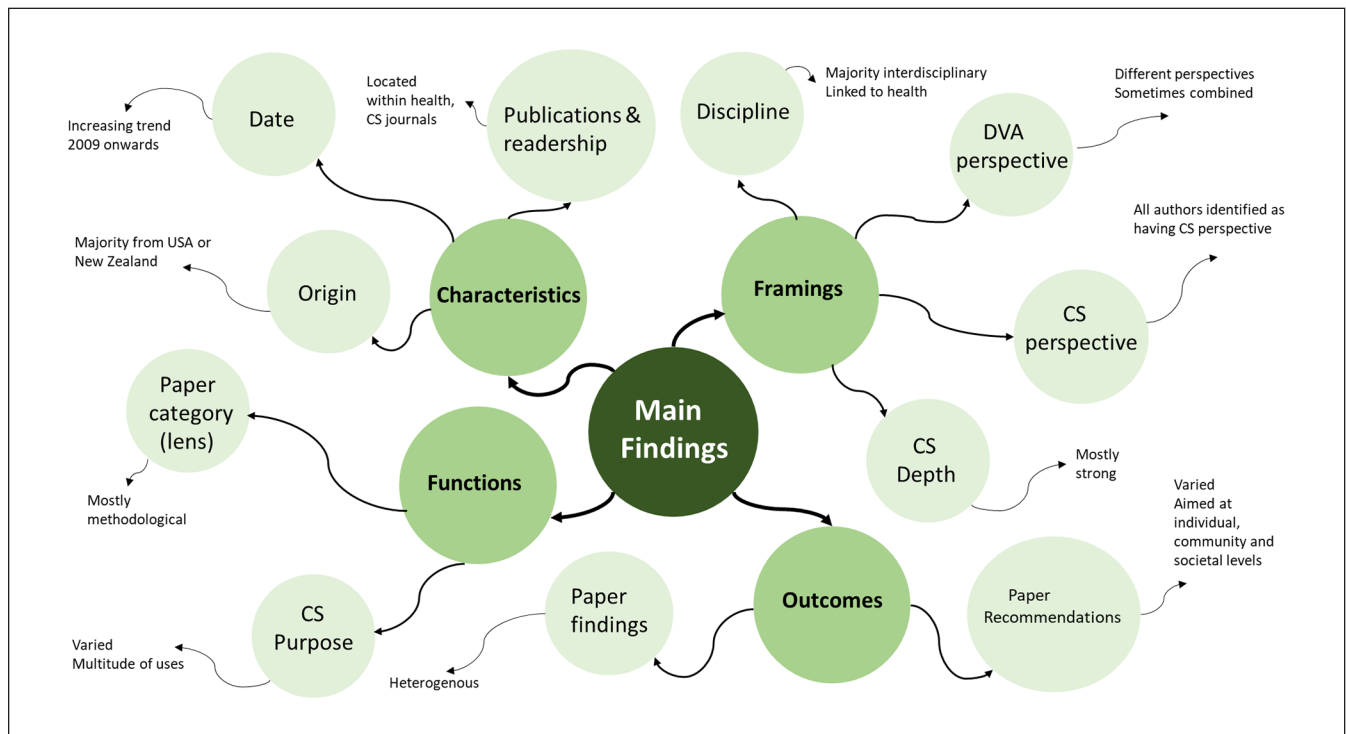 Main
Findings
Characteristics
Date
Increasing trend
2009 onwards
Publications &
readership
Located
within health,
CS journals
Origin
Majority from USA or
New Zealand
Framings
Discipline
Majority interdisciplinary
Linked to health
DVA
perspective
Different perspectives
Sometimes combined
CS
perspective
All authors identified as
having CS perspective
CS
Depth
Mostly
strong
Functions
Paper
category
(lens)
Mostly
methodological
CS
Purpose
Varied
Multitude of uses
Outcomes
Paper
findings
Heterogenous
Paper
Recommendations
Varied
Aimed at
individual,
community and
societal levels